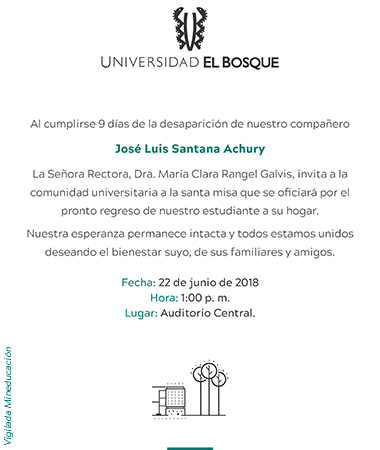 UNIVERSIDAD EL BOSQUE
Al cumplirse 9 días de la desaparición de nuestro compañero
José Luis Santana Achury
La Señora Rectora, Dra. María Clara Rangel Galvis, invita a la
comunidad universitaria a la santa misa que se oficiará por el
pronto regreso de nuestro estudiante a su hogar.
Nuestra esperanza permanece intacta y todos estamos unidos
deseando el bienestar suyo, de sus familiares y amigos.
Fecha: 22 de junio de 2018
Hora: 1:00 p. m.
Lugar: Auditorio Central.
Vigilada Mineducación